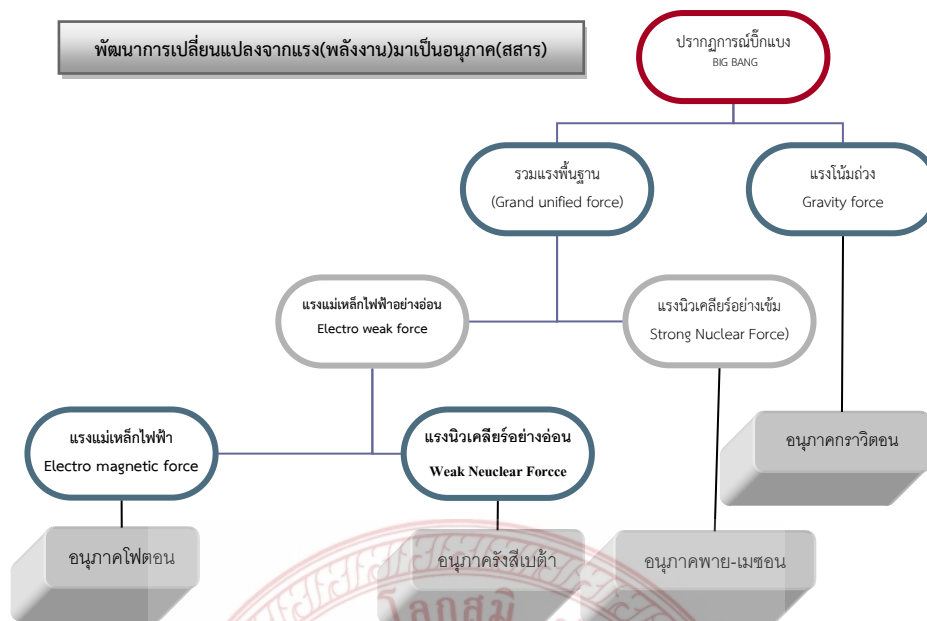 พัฒนาการเปลี่ยนแปลงจากแรง(พลังงาน)มาเป็นอนุภาค(สสาร)
ปรากฏการณ์บิ๊กแบง
BIG BANG
รวมแรงพื้นฐาน
(Grand unified force)
แรงโน้มถ่วง
Gravity force
แรงแม่เหล็กไฟฟ้าอย่างอ่อน
Electro weak force
แรงนิวเคลียร์อย่างเข้ม
Strong Nuclear Force)
แรงแม่เหล็กไฟฟ้า
Electro magnetic force
แรงนิวเคลียร์อย่างอ่อน
Weak Neuclear Forcce
อนุภาคกราวิตอน
อนุภาคโฟตอน
อนุภาครังสีเบต้า
อนุภาคพาย-เมซอน